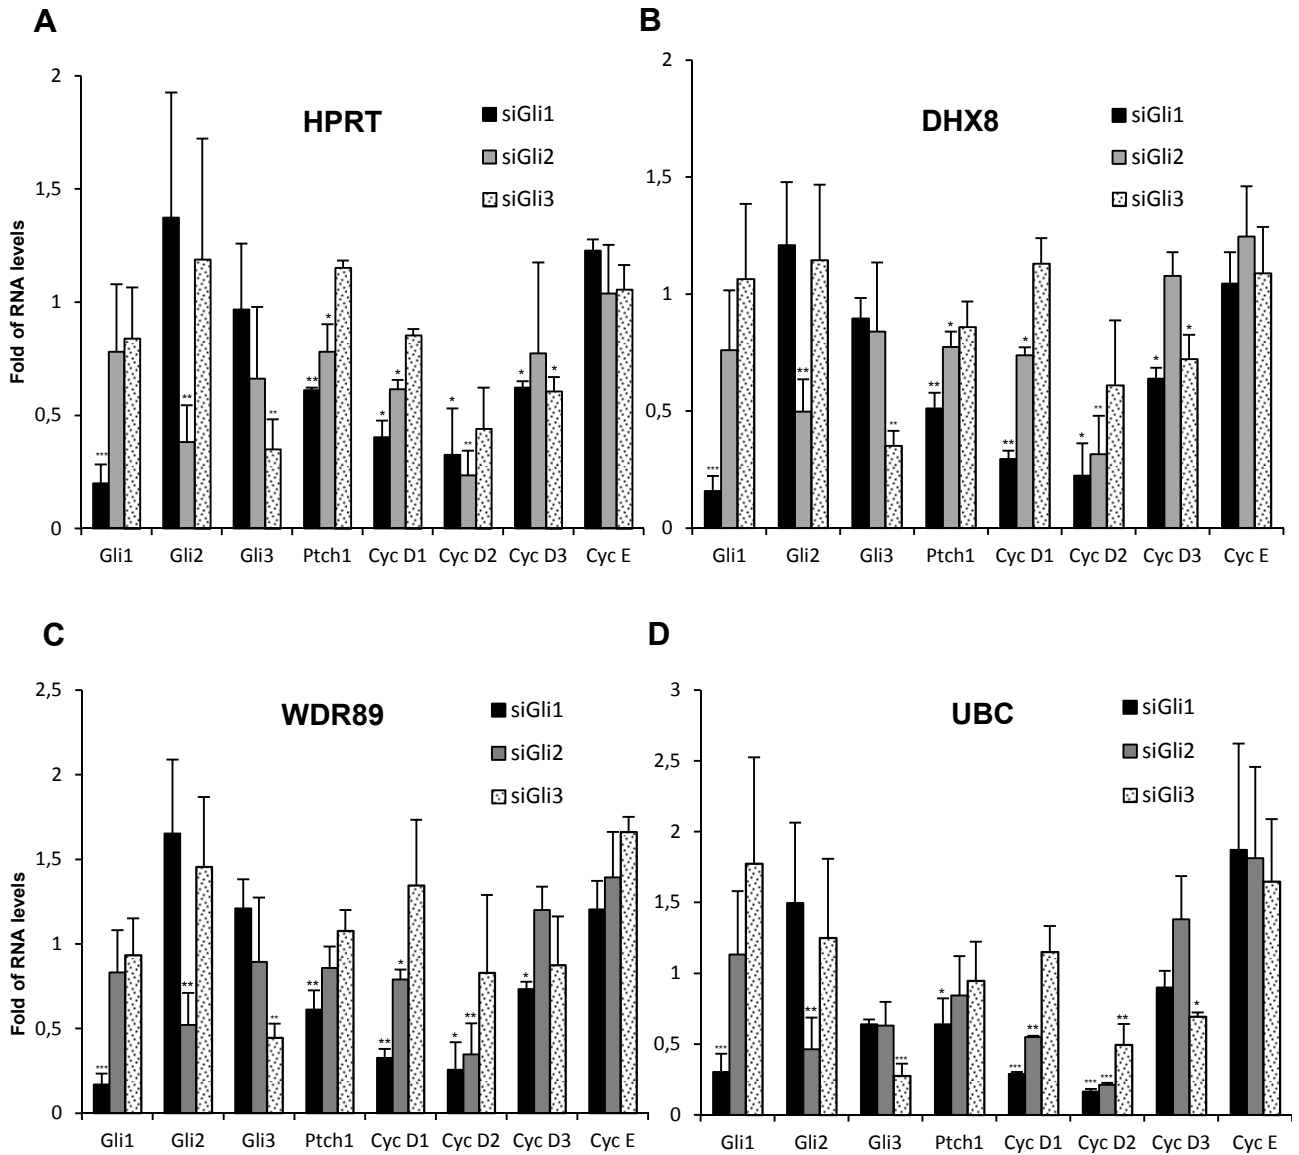 A
HPRT
siGli1
siGli2
siGli3
Fold of RNA levels
2
1,5
1
0,5
0
***
**
**
**
*
*
*
*
**
*
*
Gli1 Gli2 Gli3 Ptch1 Cyc D1 Cyc D2 Cyc D3 Cyc E
B
DHX8
siGli1
siGli2
siGli3
2
1,5
1
0,5
0
***
**
**
**
*
**
*
*
**
*
*
Gli1 Gli2 Gli3 Ptch1 Cyc D1 Cyc D2 Cyc D3 Cyc E
C
WDR89
siGli1
siGli2
siGli3
Fold of RNA levels
2,5
2
1,5
1
0,5
0
***
**
**
**
**
*
*
**
*
Gli1 Gli2 Gli3 Ptch1 Cyc D1 Cyc D2 Cyc D3 Cyc E
D
UBC
siGli1
siGli2
siGli3
3
2,5
2
1,5
1
0,5
0
***
**
***
*
***
**
***
***
**
*
Gli1 Gli2 Gli3 Ptch1 Cyc D1 Cyc D2 Cyc D3 Cyc E